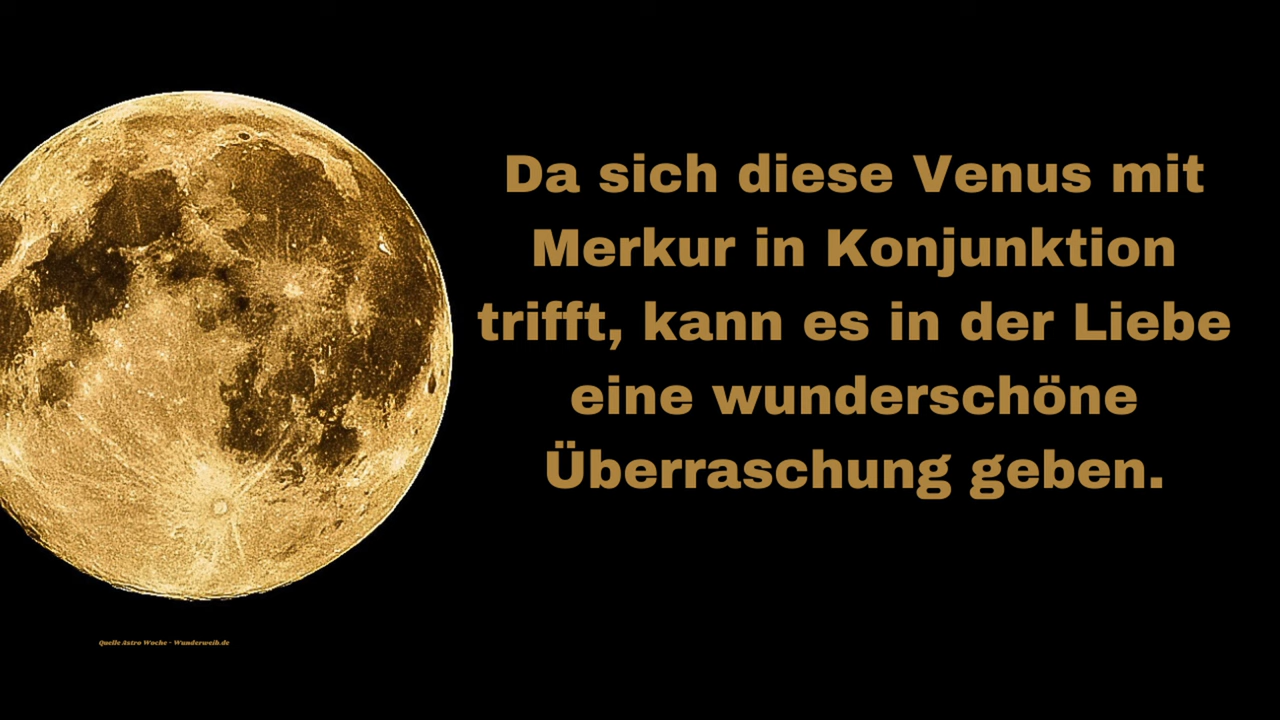 Da sich diese Venus mit
Merkur in Konjunktion
trifft, kann es in der Liebe
eine wunderschöne
Überraschung geben.
Quelle Astro Woche - Wunderweib.de